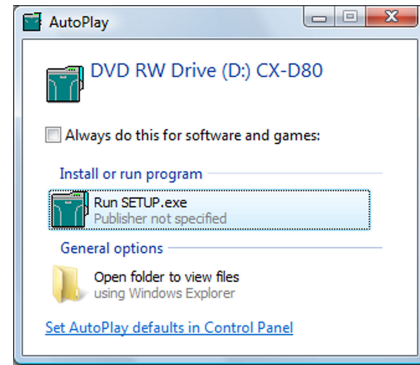 AutoPlay
DVD RW Drive (D:) CX-D80
Always do this for software and games:
Install or run program
Run SETUP.exe
Publisher not specified
General options
Open folder to view files
using Windows Explorer
Set AutoPlay defaults in Control Panel